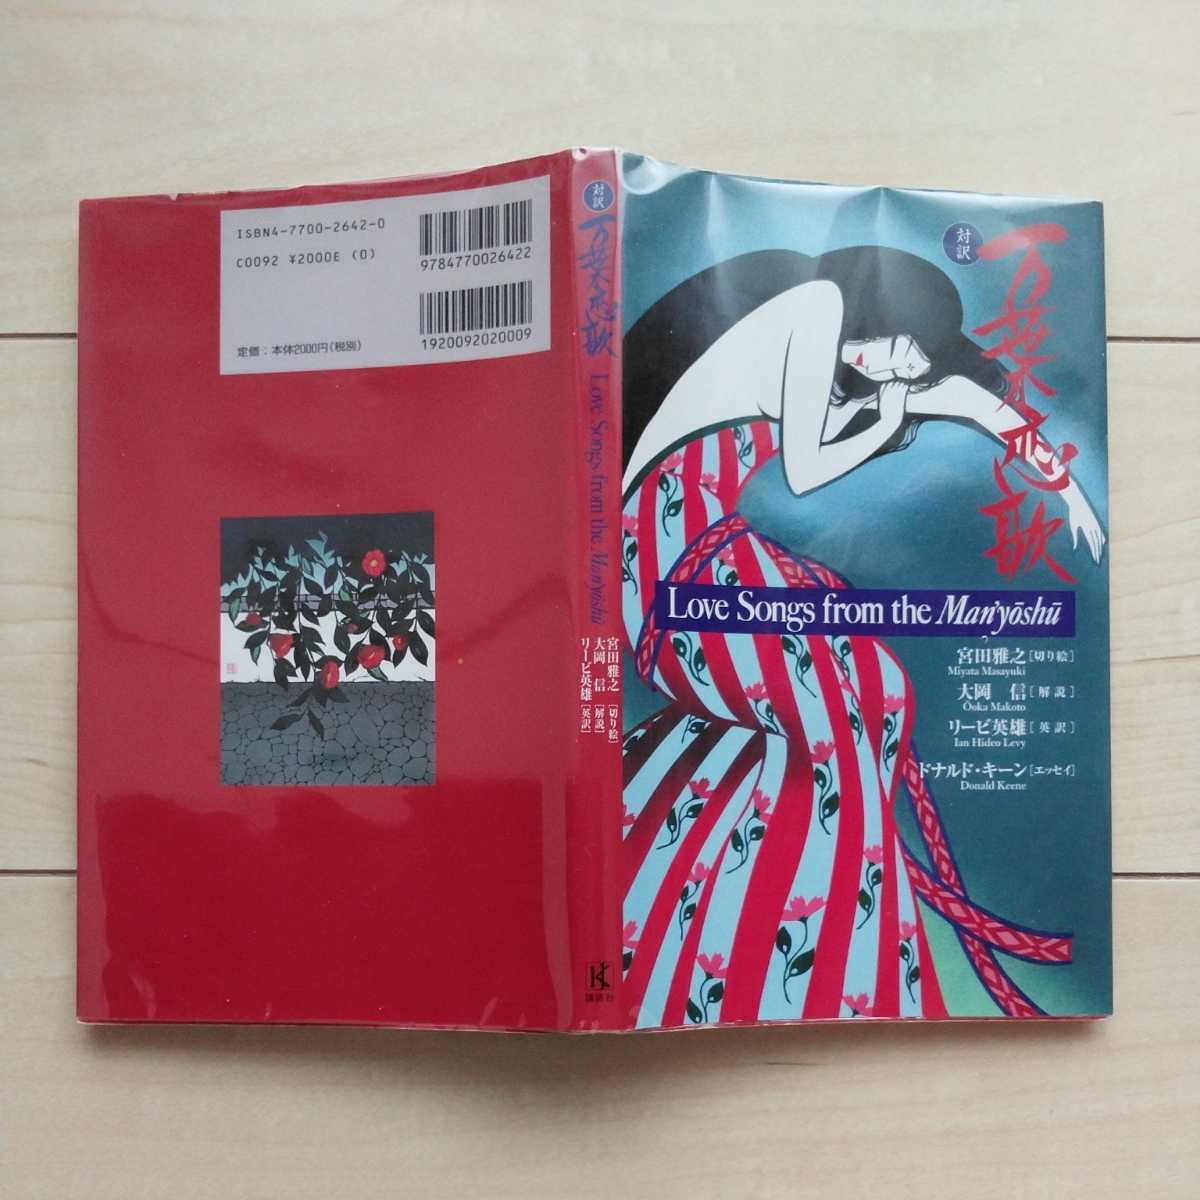 ISBN4-7700-2642-0
C0092 ¥2000E (0)
定価：本体2000円(税別)
9784770026422
1920092020009
対訳
万葉恋歌
Love Songs from the Man'yōshū
宮田雅之[切り絵]
大岡 信[解説]
リービ英雄[英訳]
講談社
対訳
万葉恋歌
Love Songs from the Man'yōshū
宮田雅之[切り絵]
Miyata Masayuki
大岡 信[解説]
Ōoka Makoto
リービ英雄[英訳]
Ian Hideo Levy
ドナルド・キーン[エッセイ]
Donald Keene